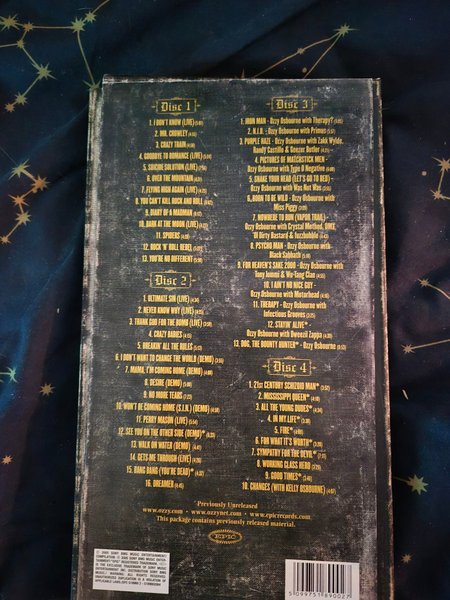 Disc 1
1. I DON'T KNOW (LIVE)
2. MR. CROWLEY
3. CRAZY TRAIN
4. GOODBYE TO ROMANCE (LIVE)
5. SUICIDE SOLUTION (LIVE)
6. OVER THE MOUNTAIN
7. FLYING HIGH AGAIN (LIVE)
8. YOU CAN'T KILL ROCK AND ROLL
9. DIARY OF A MADMAN
10. BARK AT THE MOON (LIVE)
11. SPIDERS
12. ROCK 'N' ROLL REBEL
13. YOU'RE NO DIFFERENT
Disc 2
1. ULTIMATE SIN (LIVE)
2. NEVER KNOW WHY (LIVE)
3. THANK GOD FOR THE BOMB (LIVE)
4. CRAZY BABIES
5. BREAKIN' ALL THE RULES
6. I DON'T WANT TO CHANGE THE WORLD (DEMO)
7. MAMA, I'M COMING HOME (DEMO)
8. DESIRE (DEMO)
9. NO MORE TEARS
10. WON'T BE COMING HOME (S.I.N.) (DEMO)
11. PERRY MASON (LIVE)
12. SEE YOU ON THE OTHER SIDE (DEMO)*
13. WALK ON WATER (DEMO)
14. GETS ME THROUGH (LIVE)
15. BANG BANG (YOU'RE DEAD)*
16. DREAMER
Disc 3
1. IRON MAN - Ozzy Osbourne with Therapy?
2. N.I.B. - Ozzy Osbourne with Primus
3. PURPLE HAZE - Ozzy Osbourne with Zakk Wylde,
Randy Castillo & Geezer Butler
4. PICTURES OF MATCHSTICK MEN -
Ozzy Osbourne with Type O Negative
5. SHAKE YOUR HEAD (LET'S GO TO BED) -
Ozzy Osbourne with Was Not Was
6. BORN TO BE WILD - Ozzy Osbourne with
Miss Piggy
7. NOWHERE TO RUN (VAPOR TRAIL) -
Ozzy Osbourne with Crystal Method, DMX,
Ol' Dirty Bastard & Fuzzbubble
8. PSYCHO MAN - Ozzy Osbourne with
Black Sabbath
9. FOR HEAVEN'S SAKE 2000 - Ozzy Osbourne with
Tony Iommi & Wu-Tang Clan
10. I AIN'T NO NICE GUY -
Ozzy Osbourne with Motorhead
11. THERAPY - Ozzy Osbourne with
Infectious Grooves
12. STAYIN' ALIVE* -
Ozzy Osbourne with Dweezil Zappa
13. DOG, THE BOUNTY HUNTER* - Ozzy Osbourne
Disc 4
1. 21ST CENTURY SCHIZOID MAN*
2. MISSISSIPPI QUEEN*
3. ALL THE YOUNG DUDES*
4. IN MY LIFE*
5. FIRE*
6. FOR WHAT IT'S WORTH*
7. SYMPATHY FOR THE DEVIL*
8. WORKING CLASS HERO
9. GOOD TIMES*
10. CHANGES (WITH KELLY OSBOURNE)
*Previously Unreleased
www.ozzy.com • www.ozzynet.com • www.epicrecords.com
This package contains previously released material.
EPIC
5 099751 890027